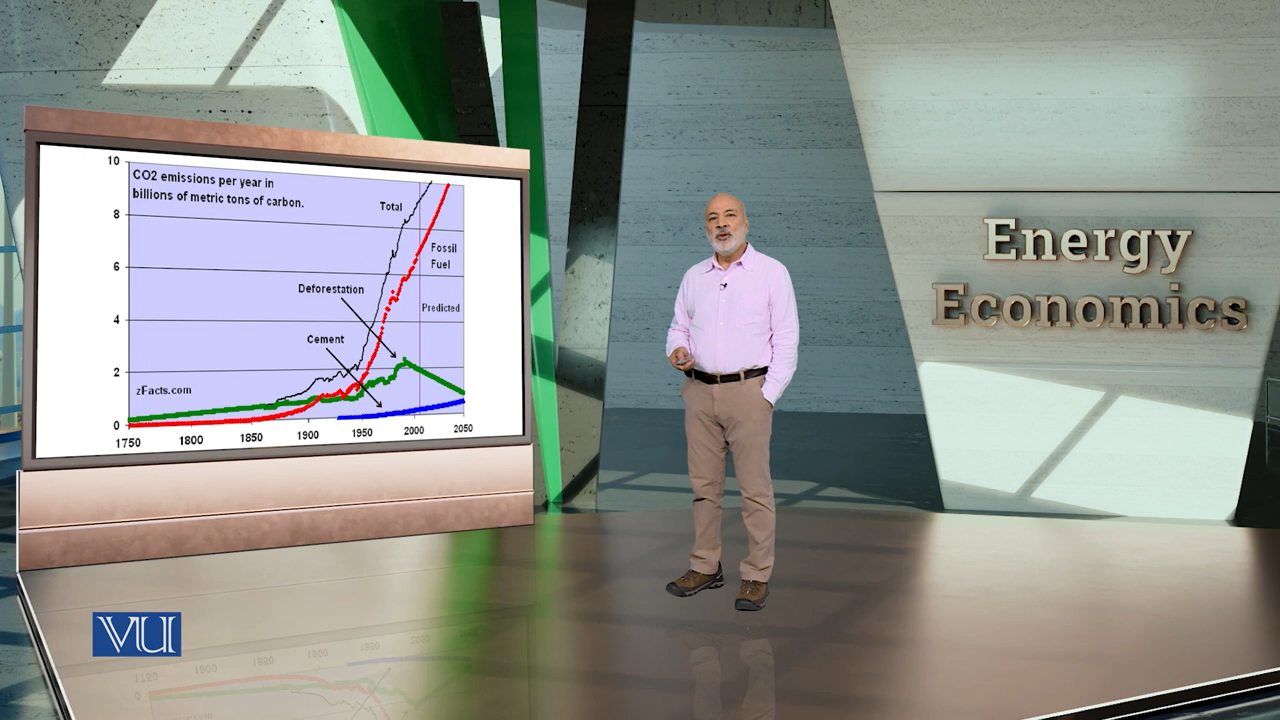 CO2 emissions per year in
billions of metric tons of carbon.
10
8
6
4
2
0
Total
Fossil
Fuel
Deforestation
Predicted
Cement
zFacts.com
1750
1800
1850
1900
1950
2000
2050
Energy
Economics
VU